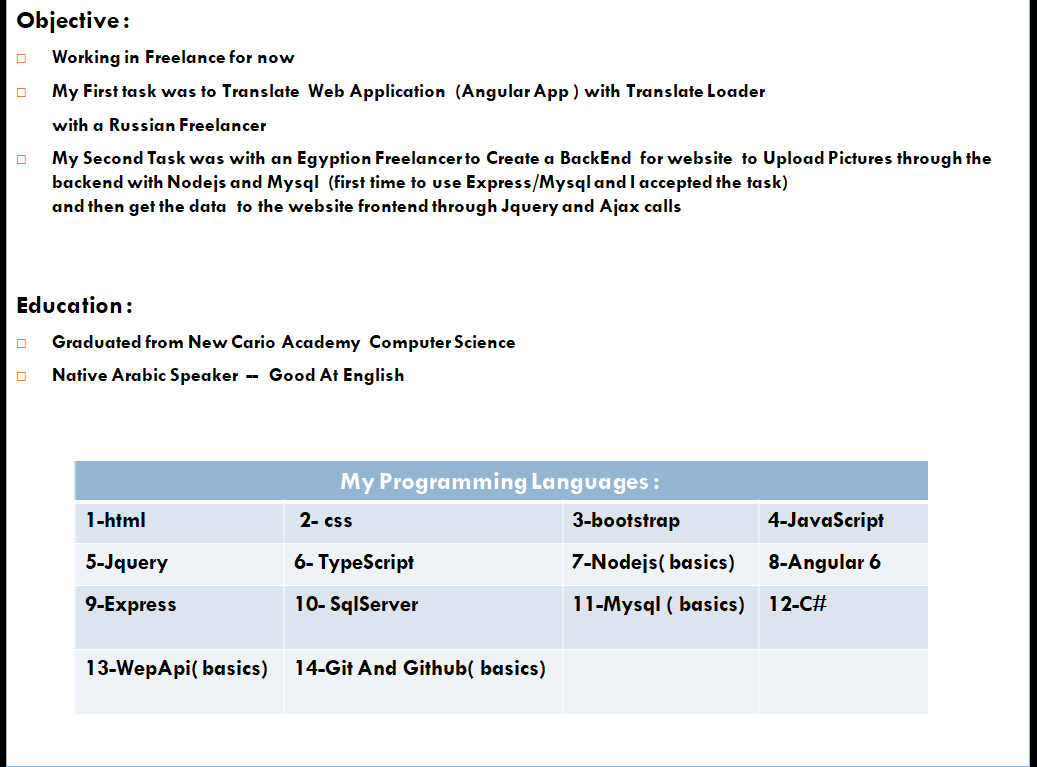 Objective :
Working in Freelance for now
My First task was to Translate Web Application (Angular App ) with Translate Loader
with a Russian Freelancer
My Second Task was with an Egyption Freelancer to Create a BackEnd for website to Upload Pictures through the
backend with Nodejs and Mysql (first time to use Express/Mysql and I accepted the task)
and then get the data to the website frontend through Jquery and Ajax calls
Education :
Graduated from New Cario Academy Computer Science
Native Arabic Speaker -- Good At English
My Programming Languages :
1-html 2- css 3-bootstrap 4-JavaScript
5-Jquery 6- TypeScript 7-Nodejs( basics) 8-Angular 6
9-Express 10- SqlServer 11-Mysql ( basics) 12-C#
13-WepApi( basics) 14-Git And Github( basics)